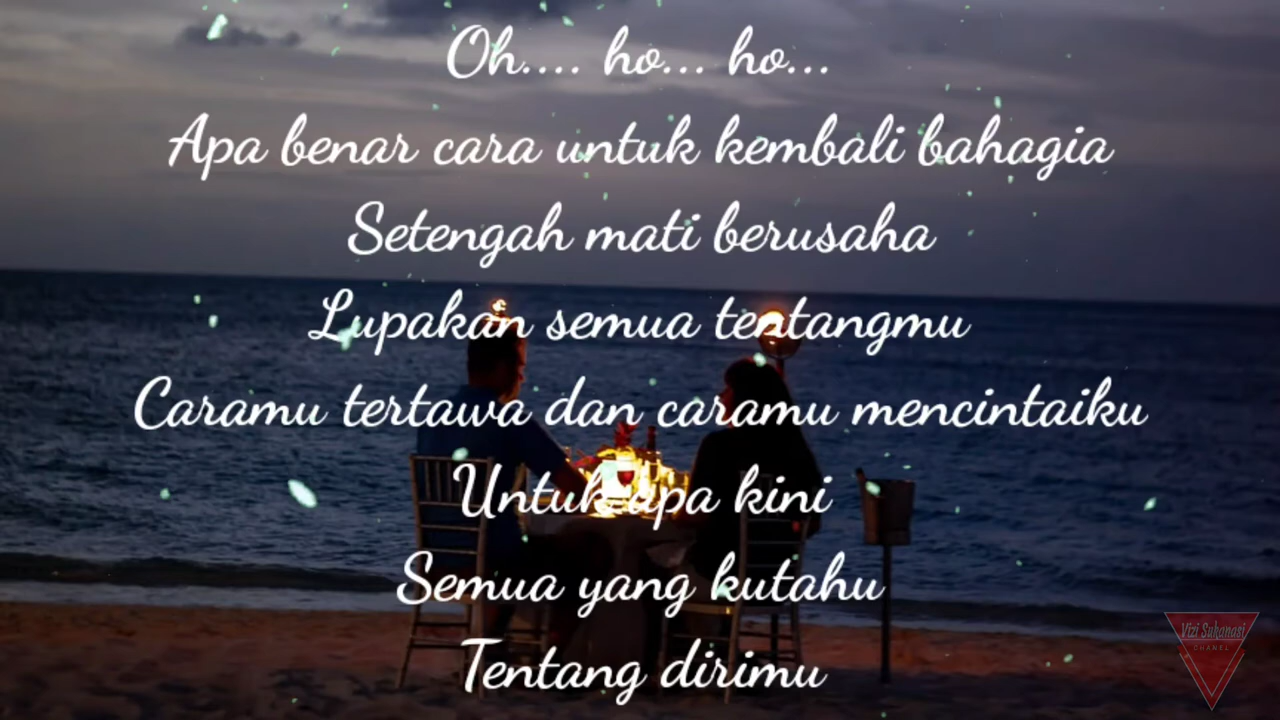 Oh.... ho... ho...
Apa benar cara untuk kembali bahagia
Setengah mati berusaha
Lupakan semua tentangmu
Caramu tertawa dan caramu mencintaiku
Untuk apa kini
Semua yang kutahu
Tentang dirimu
Vizi Sukanasi
CHANEL